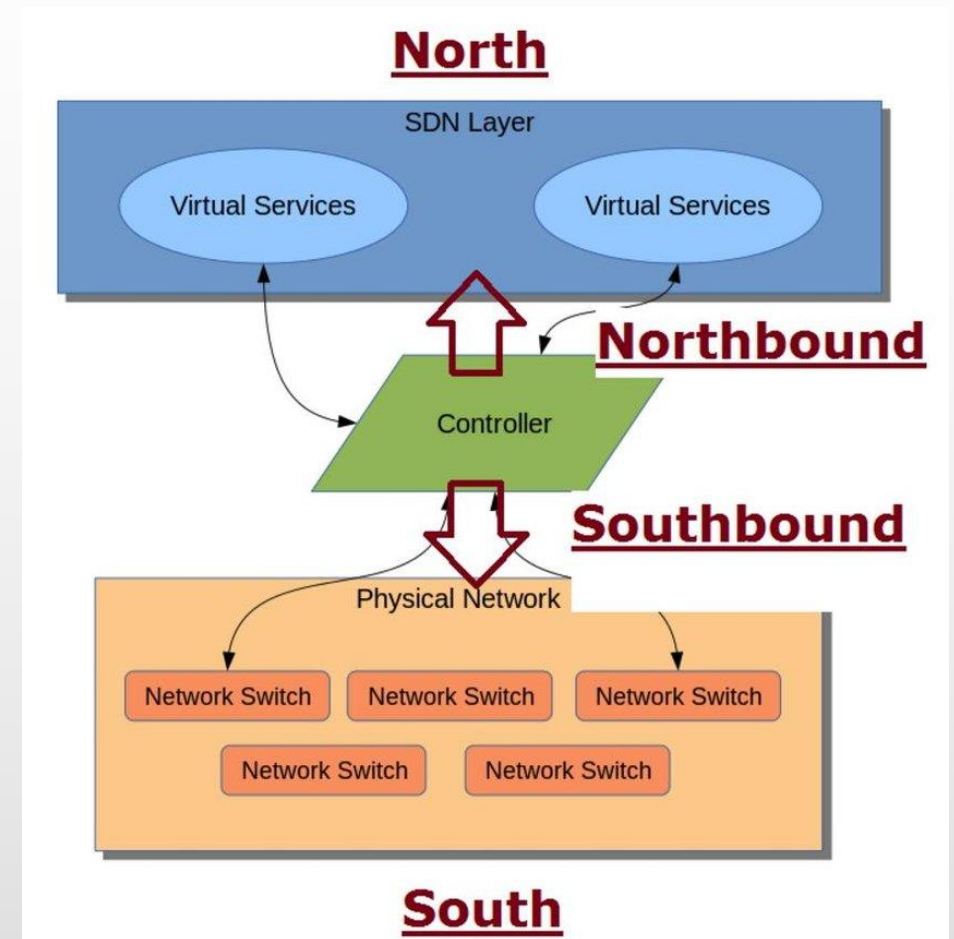 North
SDN Layer
Virtual Services
Virtual Services
Northbound
Controller
Southbound
Physical Network
Network Switch
Network Switch
Network Switch
Network Switch
Network Switch
South